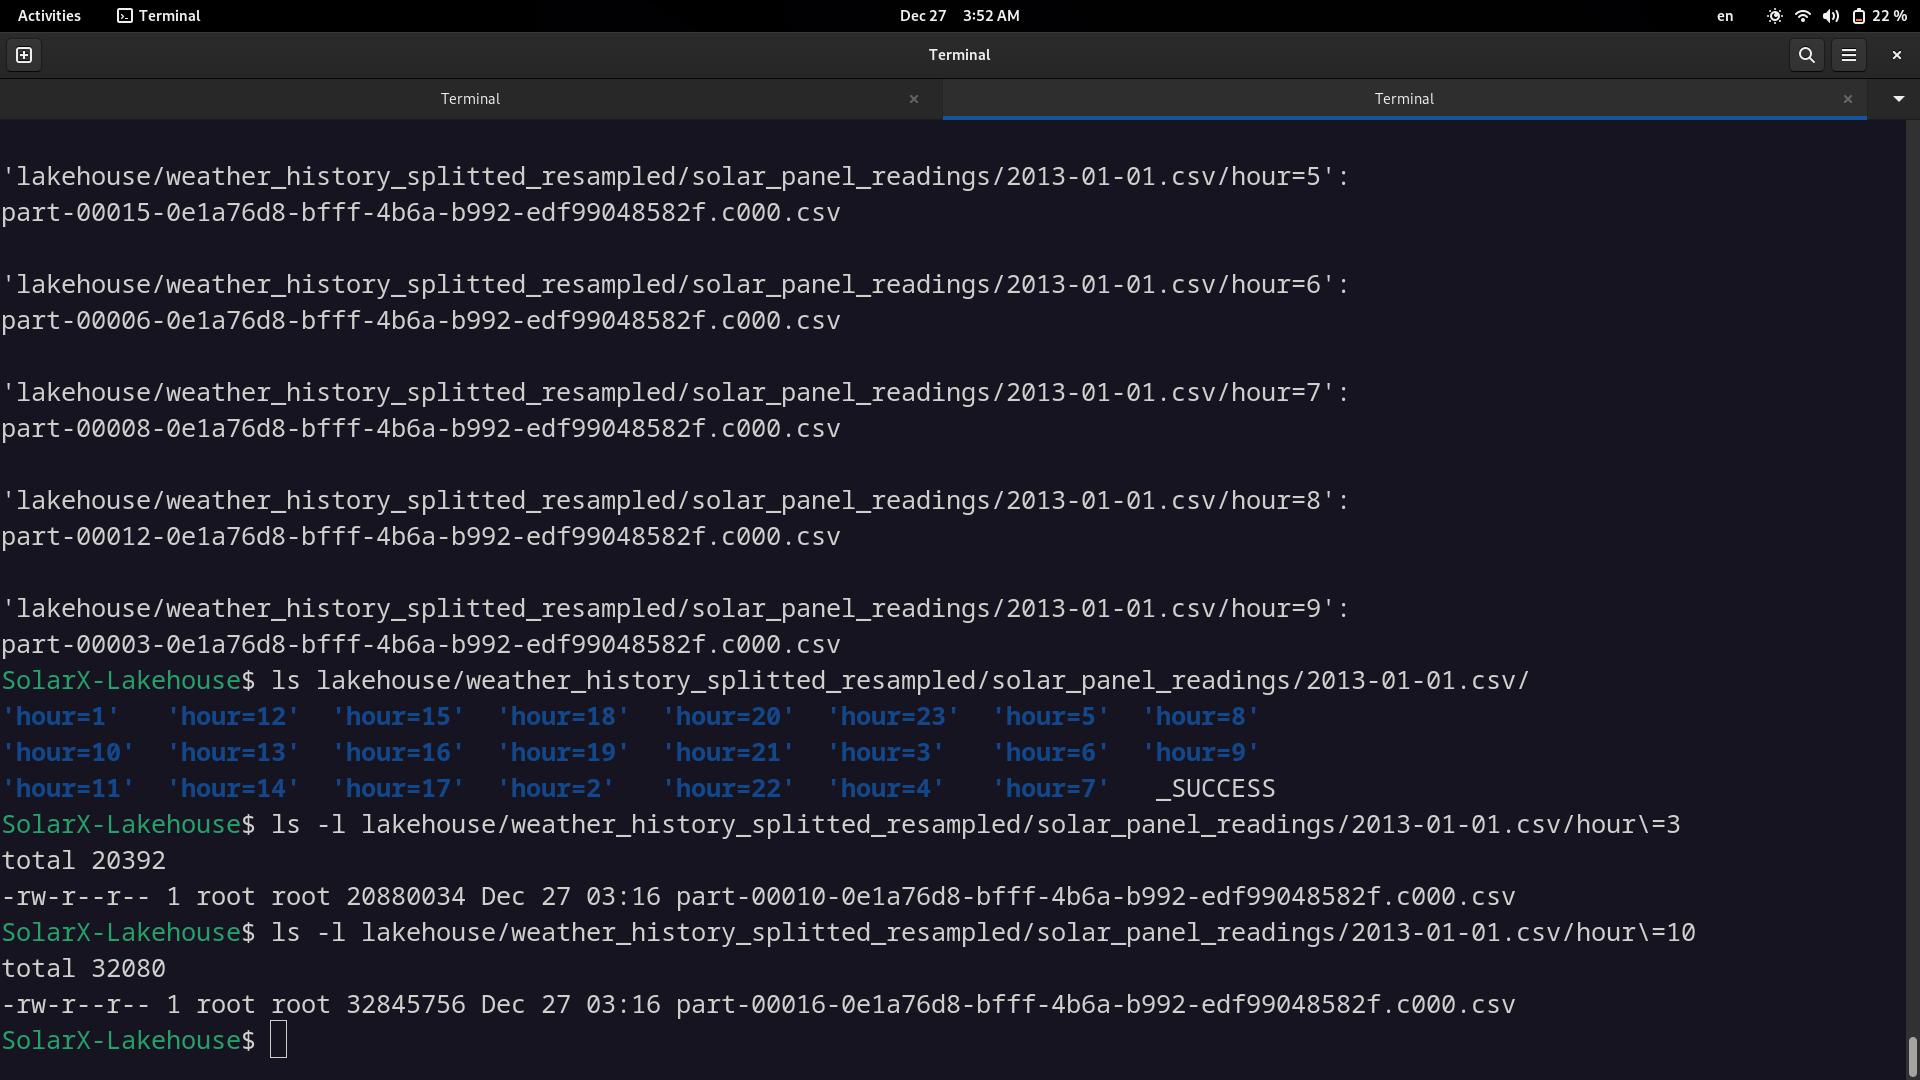 Activities Terminal Dec 27 3:52 AM en 22 %
Terminal
Terminal Terminal
'lakehouse/weather_history_splitted_resampled/solar_panel_readings/2013-01-01.csv/hour=5':
part-00015-0e1a76d8-bfff-4b6a-b992-edf99048582f.c000.csv
'lakehouse/weather_history_splitted_resampled/solar_panel_readings/2013-01-01.csv/hour=6':
part-00006-0e1a76d8-bfff-4b6a-b992-edf99048582f.c000.csv
'lakehouse/weather_history_splitted_resampled/solar_panel_readings/2013-01-01.csv/hour=7':
part-00008-0e1a76d8-bfff-4b6a-b992-edf99048582f.c000.csv
'lakehouse/weather_history_splitted_resampled/solar_panel_readings/2013-01-01.csv/hour=8':
part-00012-0e1a76d8-bfff-4b6a-b992-edf99048582f.c000.csv
'lakehouse/weather_history_splitted_resampled/solar_panel_readings/2013-01-01.csv/hour=9':
part-00003-0e1a76d8-bfff-4b6a-b992-edf99048582f.c000.csv
SolarX-Lakehouse$ ls lakehouse/weather_history_splitted_resampled/solar_panel_readings/2013-01-01.csv/
'hour=1' 'hour=12' 'hour=15' 'hour=18' 'hour=20' 'hour=23' 'hour=5' 'hour=8'
'hour=10' 'hour=13' 'hour=16' 'hour=19' 'hour=21' 'hour=3' 'hour=6' 'hour=9'
'hour=11' 'hour=14' 'hour=17' 'hour=2' 'hour=22' 'hour=4' 'hour=7' _SUCCESS
SolarX-Lakehouse$ ls -l lakehouse/weather_history_splitted_resampled/solar_panel_readings/2013-01-01.csv/hour\=3
total 20392
-rw-r--r-- 1 root root 20880034 Dec 27 03:16 part-00010-0e1a76d8-bfff-4b6a-b992-edf99048582f.c000.csv
SolarX-Lakehouse$ ls -l lakehouse/weather_history_splitted_resampled/solar_panel_readings/2013-01-01.csv/hour\=10
total 32080
-rw-r--r-- 1 root root 32845756 Dec 27 03:16 part-00016-0e1a76d8-bfff-4b6a-b992-edf99048582f.c000.csv
SolarX-Lakehouse$